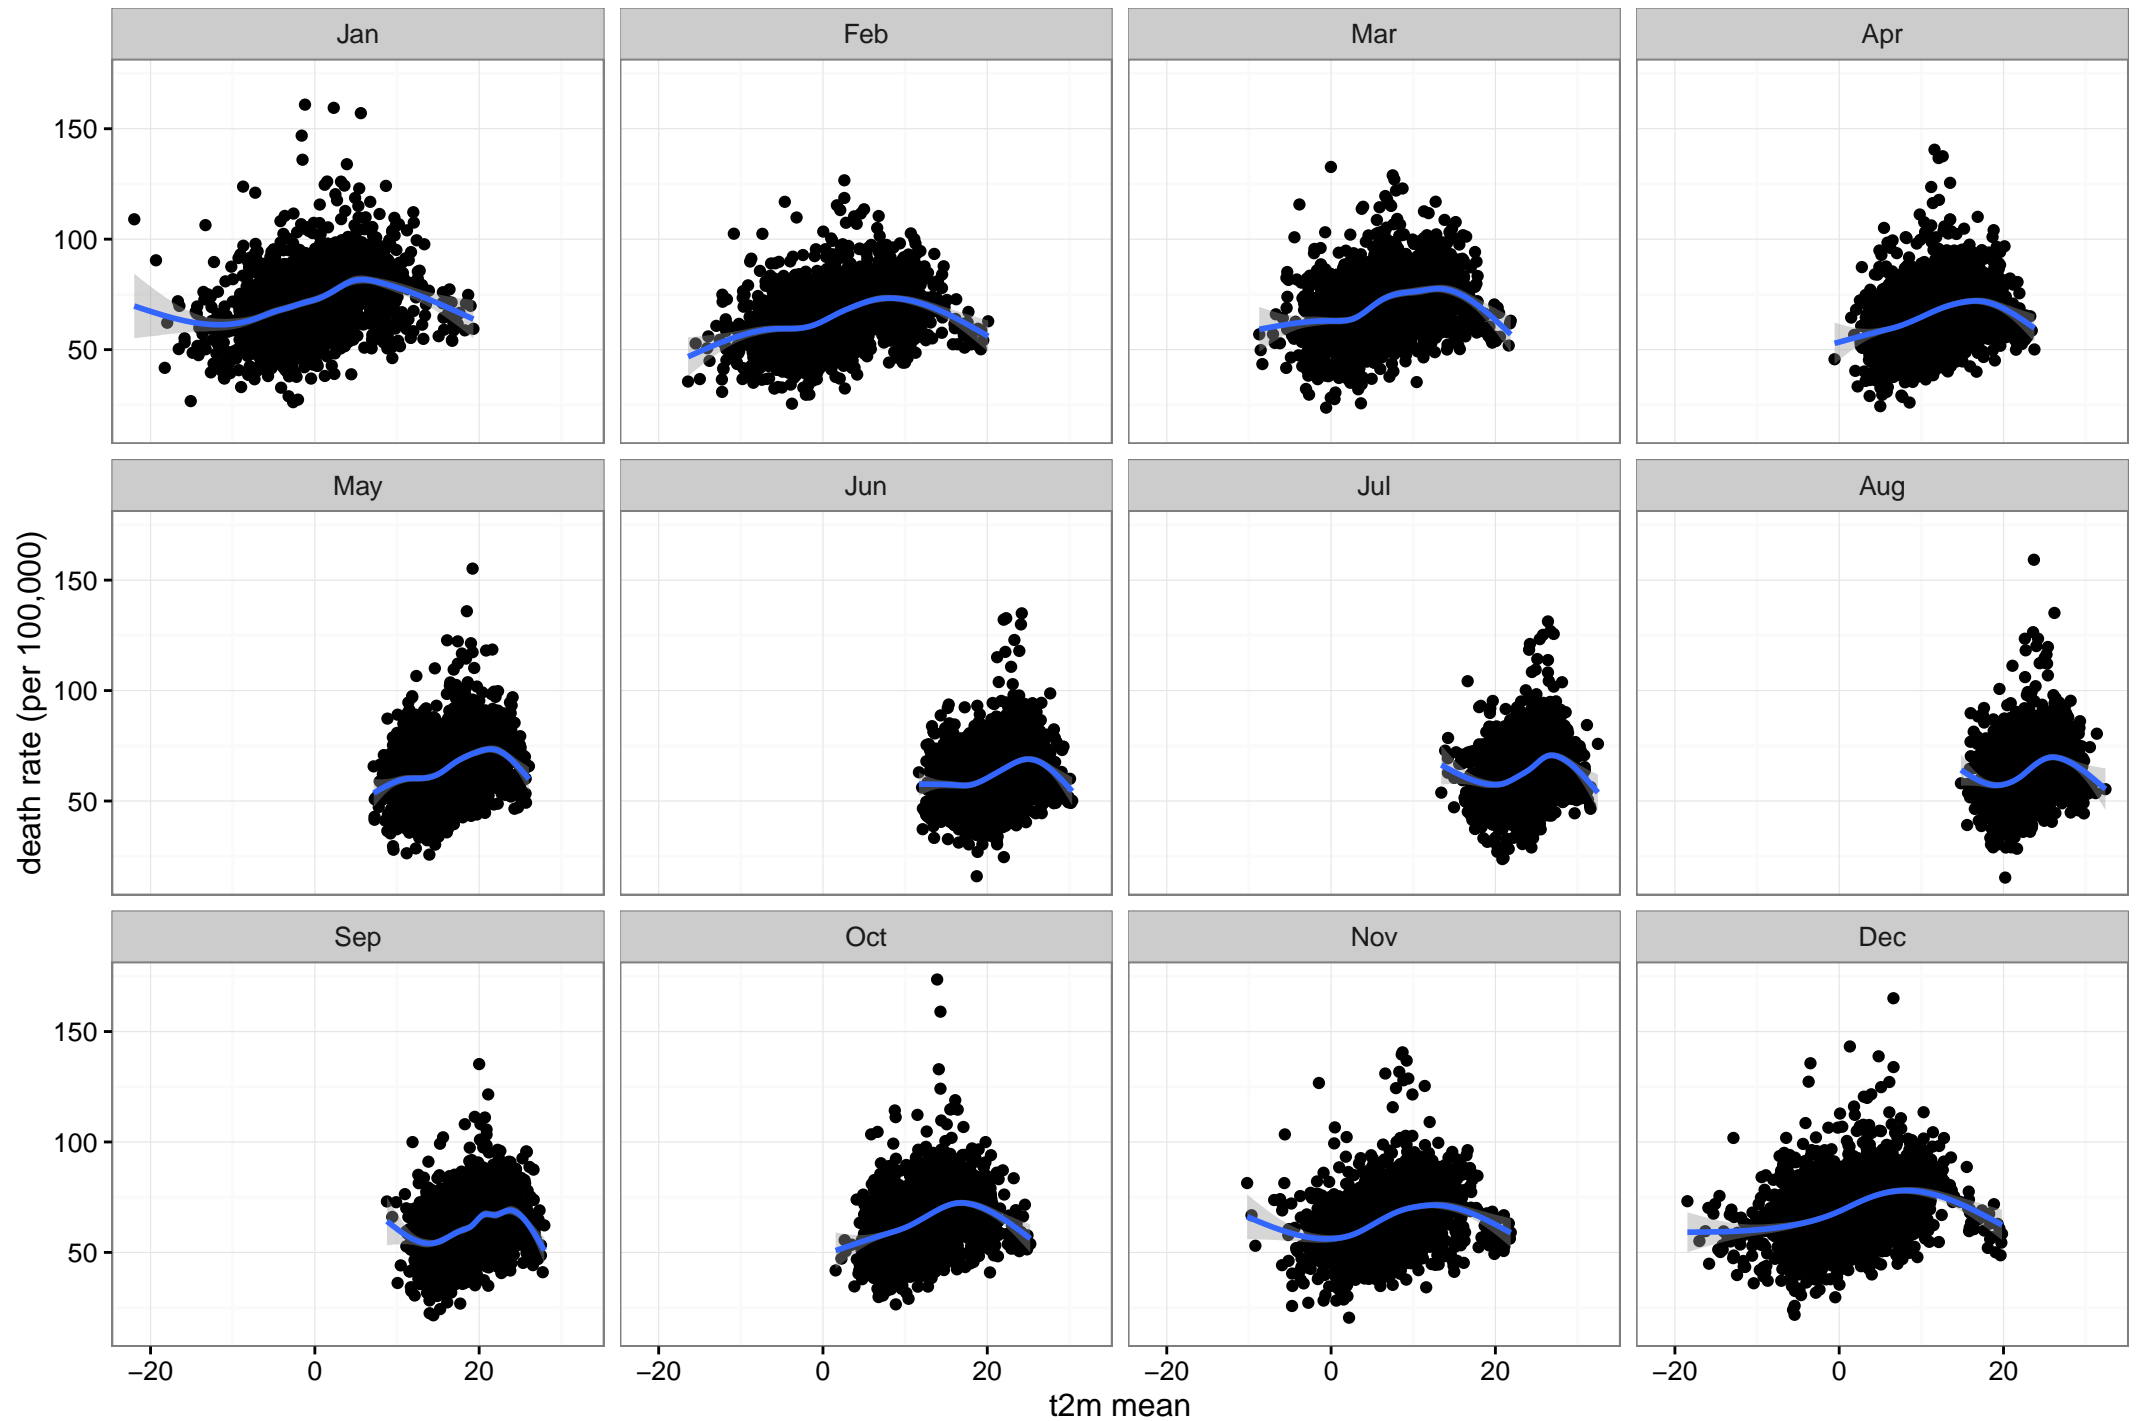 Jan Feb Mar Apr
150
100
50
May Jun Jul Aug
150
100
50
Sep Oct Nov Dec
150
100
50
−20 0 20 −20 0 20 −20 0 20 −20 0 20
t2m mean
death rate (per 100,000)